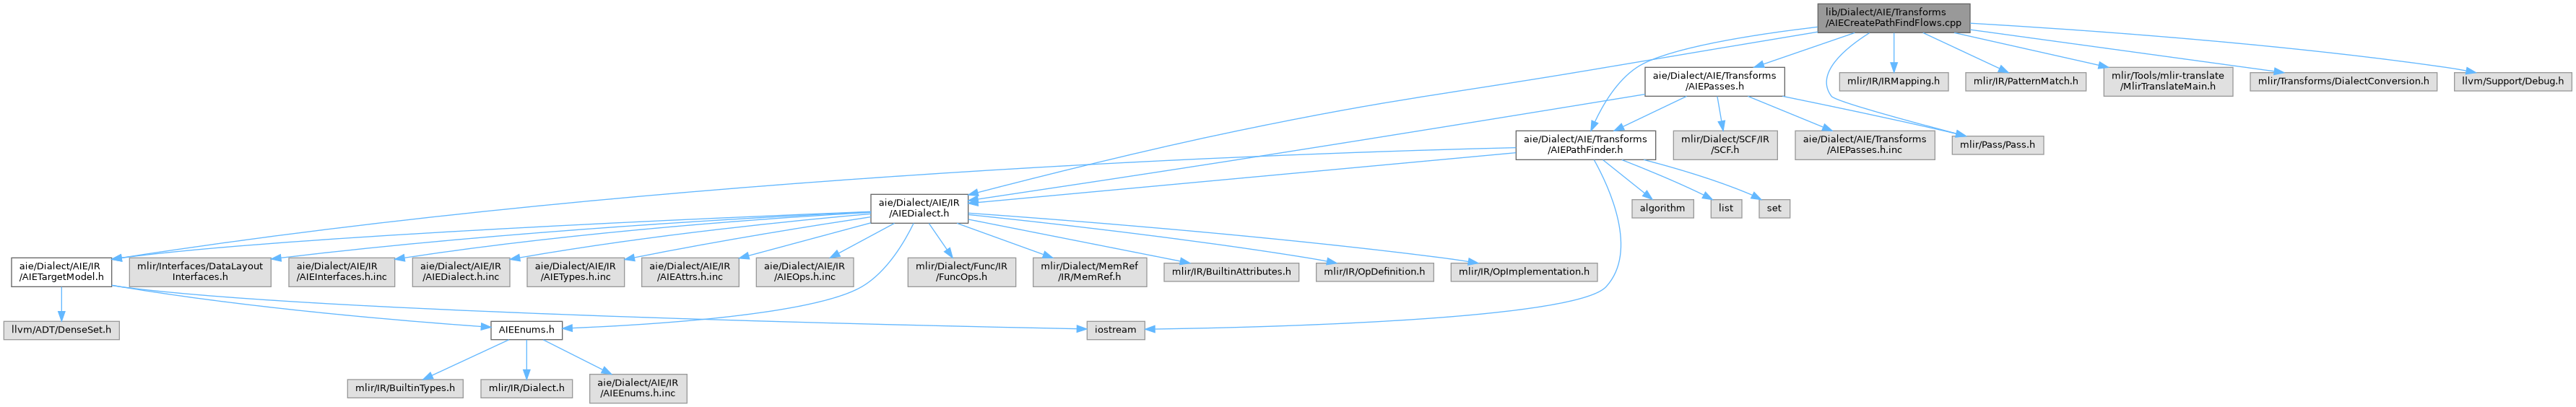 lib/Dialect/AIE/Transforms
/AIECreatePathFindFlows.cpp
aie/Dialect/AIE/Transforms
/AIEPasses.h
mlir/IR/IRMapping.h
mlir/IR/PatternMatch.h
mlir/Tools/mlir-translate
/MlirTranslateMain.h
mlir/Transforms/DialectConversion.h
llvm/Support/Debug.h
aie/Dialect/AIE/Transforms
/AIEPathFinder.h
mlir/Dialect/SCF/IR
/SCF.h
aie/Dialect/AIE/Transforms
/AIEPasses.h.inc
mlir/Pass/Pass.h
aie/Dialect/AIE/IR
/AIEDialect.h
algorithm
list
set
aie/Dialect/AIE/IR
/AIETargetModel.h
mlir/Interfaces/DataLayout
Interfaces.h
aie/Dialect/AIE/IR
/AIEInterfaces.h.inc
aie/Dialect/AIE/IR
/AIEDialect.h.inc
aie/Dialect/AIE/IR
/AIETypes.h.inc
aie/Dialect/AIE/IR
/AIEAttrs.h.inc
aie/Dialect/AIE/IR
/AIEOps.h.inc
mlir/Dialect/Func/IR
/FuncOps.h
mlir/Dialect/MemRef
/IR/MemRef.h
mlir/IR/BuiltinAttributes.h
mlir/IR/OpDefinition.h
mlir/IR/OpImplementation.h
llvm/ADT/DenseSet.h
AIEEnums.h
iostream
mlir/IR/BuiltinTypes.h
mlir/IR/Dialect.h
aie/Dialect/AIE/IR
/AIEEnums.h.inc